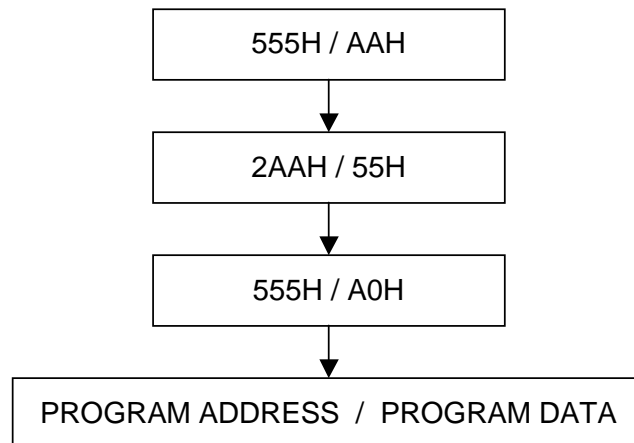 555H / AAH
2AAH / 55H
555H / A0H
PROGRAM ADDRESS / PROGRAM DATA